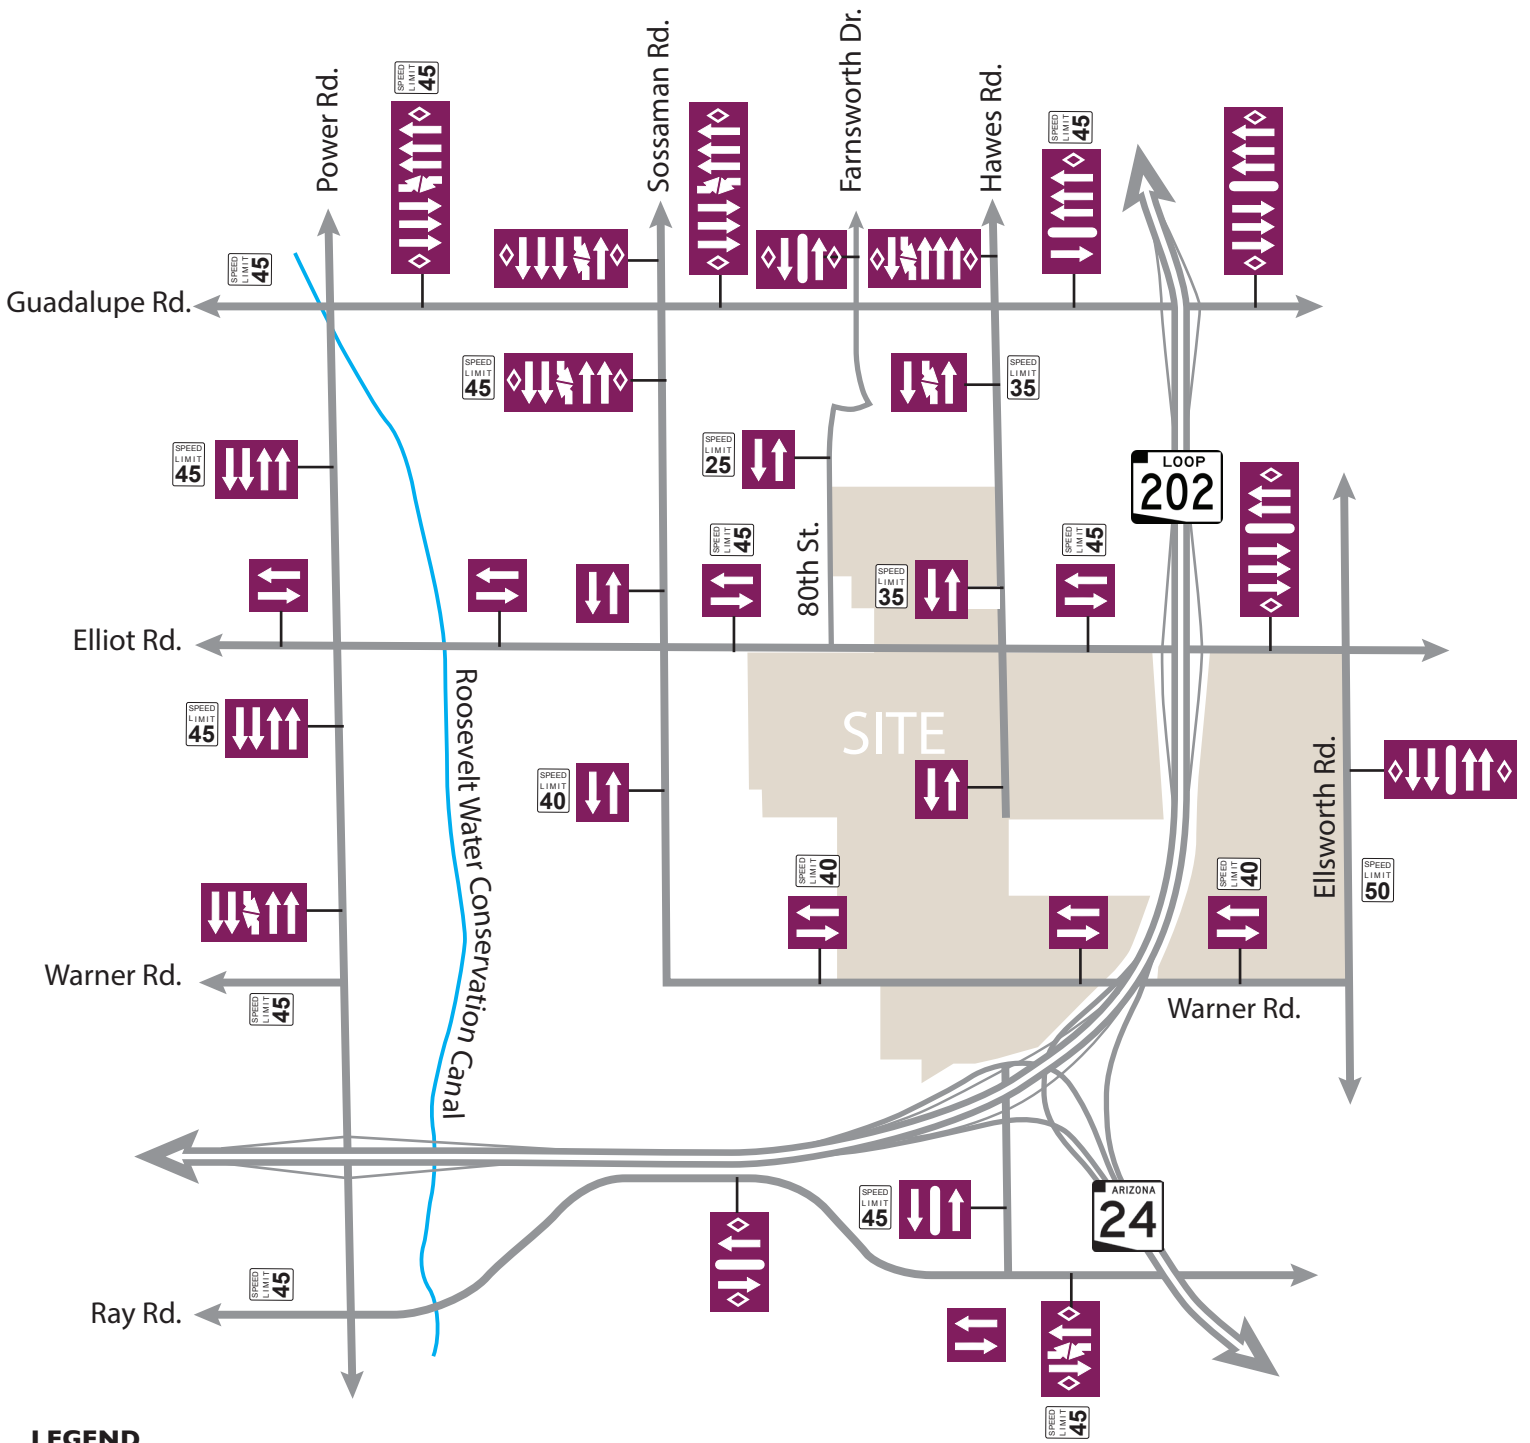 Power Rd.
SPEED LIMIT 45
Sossaman Rd.
Farnsworth Dr.
Hawes Rd.
SPEED LIMIT 45
SPEED LIMIT 45
Guadalupe Rd.
SPEED LIMIT 45
SPEED LIMIT 35
SPEED LIMIT 45
SPEED LIMIT 25
LOOP
202
SPEED LIMIT 45
80th St.
SPEED LIMIT 45
SPEED LIMIT 35
Elliot Rd.
SPEED LIMIT 45
Roosevelt Water Conservation Canal
SITE
SPEED LIMIT 40
Ellsworth Rd.
SPEED LIMIT 40
SPEED LIMIT 40
SPEED LIMIT 50
Warner Rd.
SPEED LIMIT 45
Warner Rd.
SPEED LIMIT 45
ARIZONA
24
SPEED LIMIT 45
Ray Rd.
SPEED LIMIT 45
LEGEND